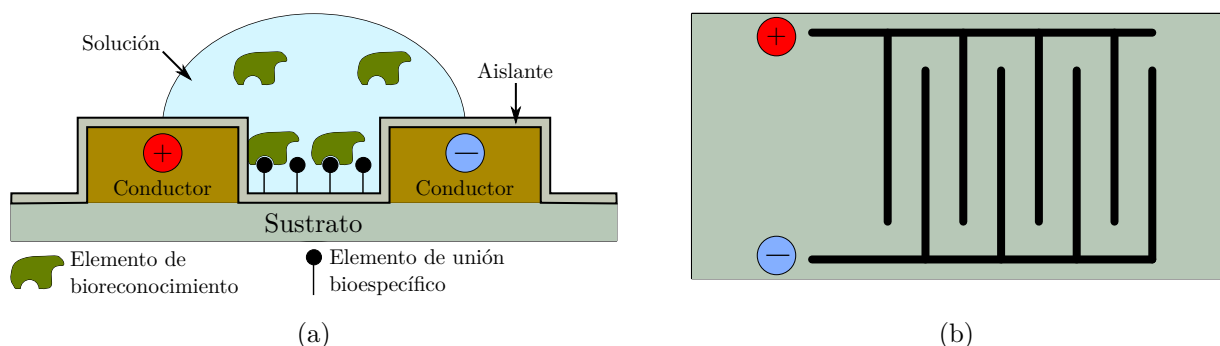 Solución
Aislante
+
−
Conductor
Conductor
Sustrato
Elemento de
bioreconocimiento
Elemento de unión
bioespecífico
(a)
+
−
(b)